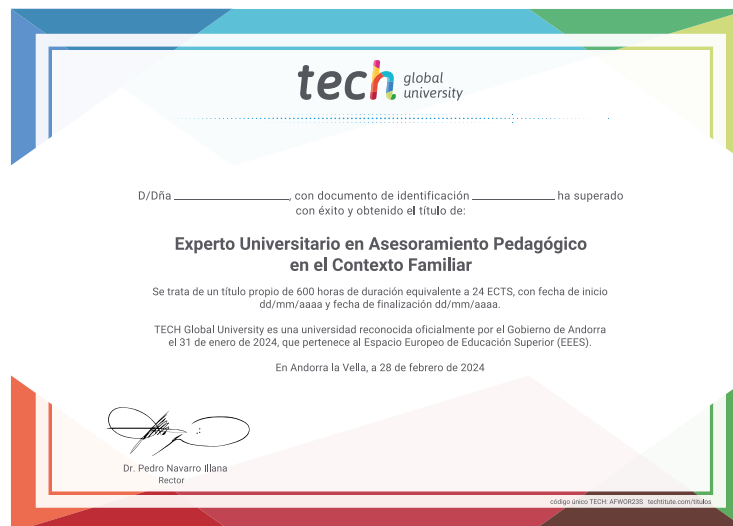 tech global
university
D/Dña ____________, con documento de identificación ____________ ha superado
con éxito y obtenido el título de:
Experto Universitario en Asesoramiento Pedagógico
en el Contexto Familiar
Se trata de un título propio de 600 horas de duración equivalente a 24 ECTS, con fecha de inicio
dd/mm/aaaa y fecha de finalización dd/mm/aaaa.
TECH Global University es una universidad reconocida oficialmente por el Gobierno de Andorra
el 31 de enero de 2024, que pertenece al Espacio Europeo de Educación Superior (EEES).
En Andorra la Vella, a 28 de febrero de 2024
Dr. Pedro Navarro Illana
Rector
código único TECH: AFWOR23S techtitute.com/titulos